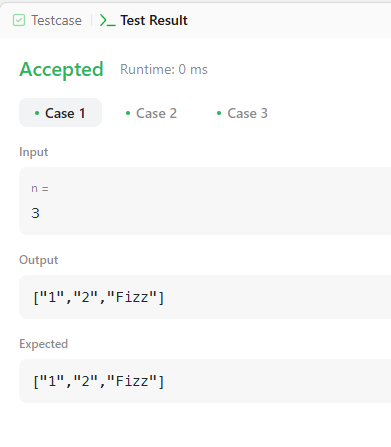 Testcase Test Result
Accepted Runtime: 0 ms
Case 1 Case 2 Case 3
Input
n =
3
Output
["1","2","Fizz"]
Expected
["1","2","Fizz"]